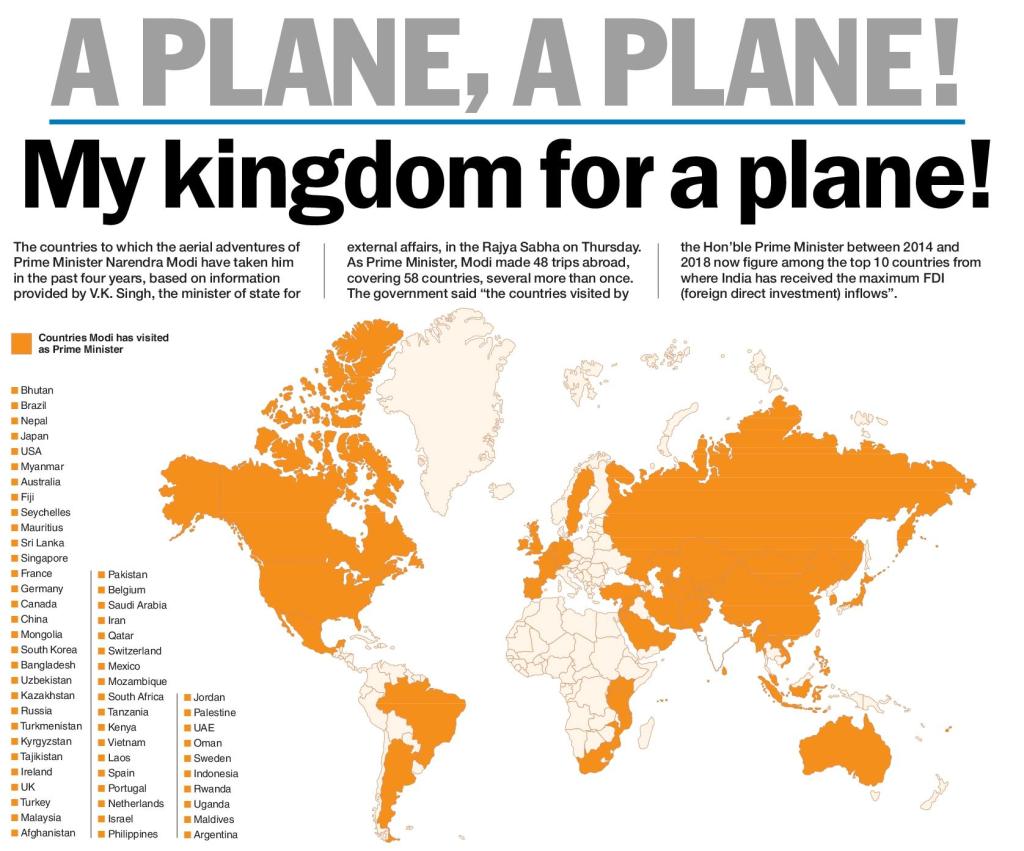 A PLANE, A PLANE!
My kingdom for a plane!
The countries to which the aerial adventures of
Prime Minister Narendra Modi have taken him
in the past four years, based on information
provided by V.K. Singh, the minister of state for
external affairs, in the Rajya Sabha on Thursday.
As Prime Minister, Modi made 48 trips abroad,
covering 58 countries, several more than once.
The government said “the countries visited by
the Hon’ble Prime Minister between 2014 and
2018 now figure among the top 10 countries from
where India has received the maximum FDI
(foreign direct investment) inflows”.
Countries Modi has visited
as Prime Minister
Bhutan
Brazil
Nepal
Japan
USA
Myanmar
Australia
Fiji
Seychelles
Mauritius
Sri Lanka
Singapore
France
Germany
Canada
China
Mongolia
South Korea
Bangladesh
Uzbekistan
Kazakhstan
Russia
Turkmenistan
Kyrgyzstan
Tajikistan
Ireland
UK
Turkey
Malaysia
Afghanistan
Pakistan
Belgium
Saudi Arabia
Iran
Qatar
Switzerland
Mexico
Mozambique
South Africa
Tanzania
Kenya
Vietnam
Laos
Spain
Portugal
Netherlands
Israel
Philippines
Jordan
Palestine
UAE
Oman
Sweden
Indonesia
Rwanda
Uganda
Maldives
Argentina